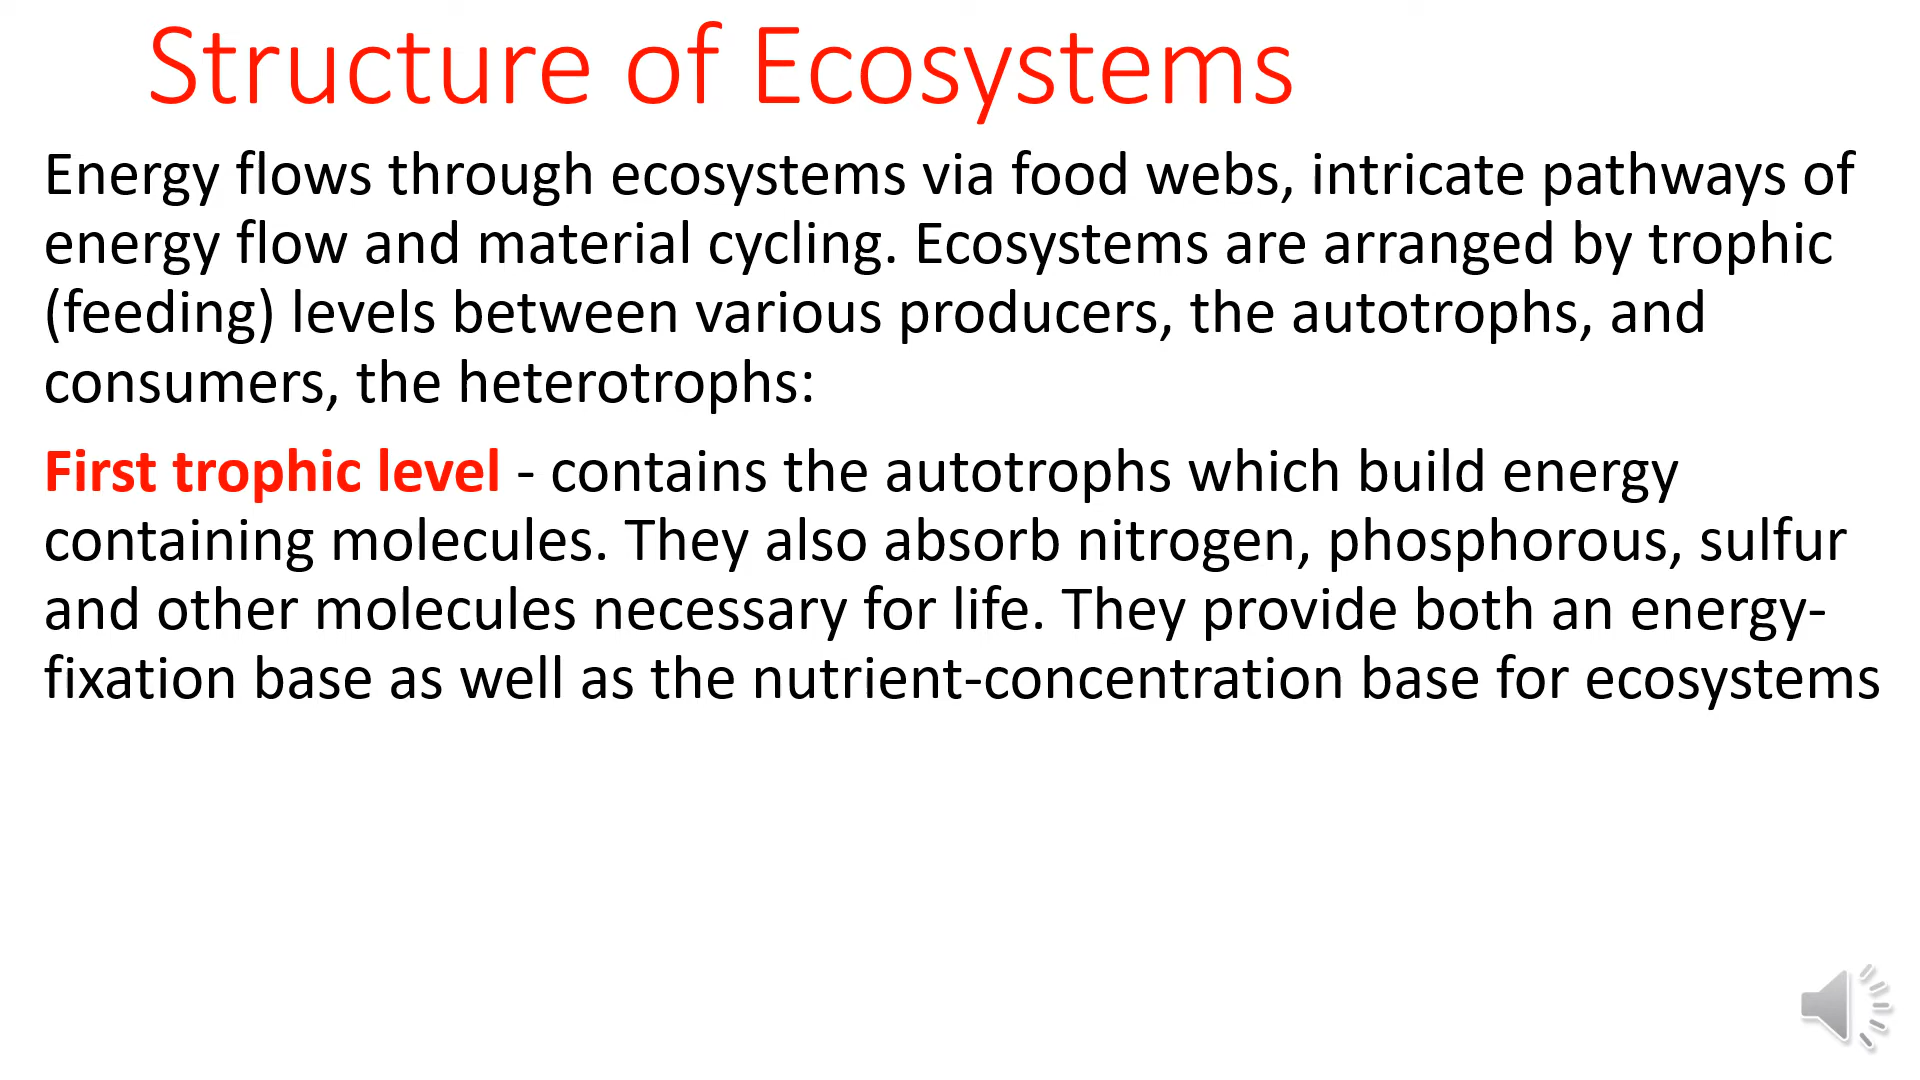 Structure of Ecosystems
Energy flows through ecosystems via food webs, intricate pathways of
energy flow and material cycling. Ecosystems are arranged by trophic
(feeding) levels between various producers, the autotrophs, and
consumers, the heterotrophs:
First trophic level - contains the autotrophs which build energy
containing molecules. They also absorb nitrogen, phosphorous, sulfur
and other molecules necessary for life. They provide both an energy-
fixation base as well as the nutrient-concentration base for ecosystems